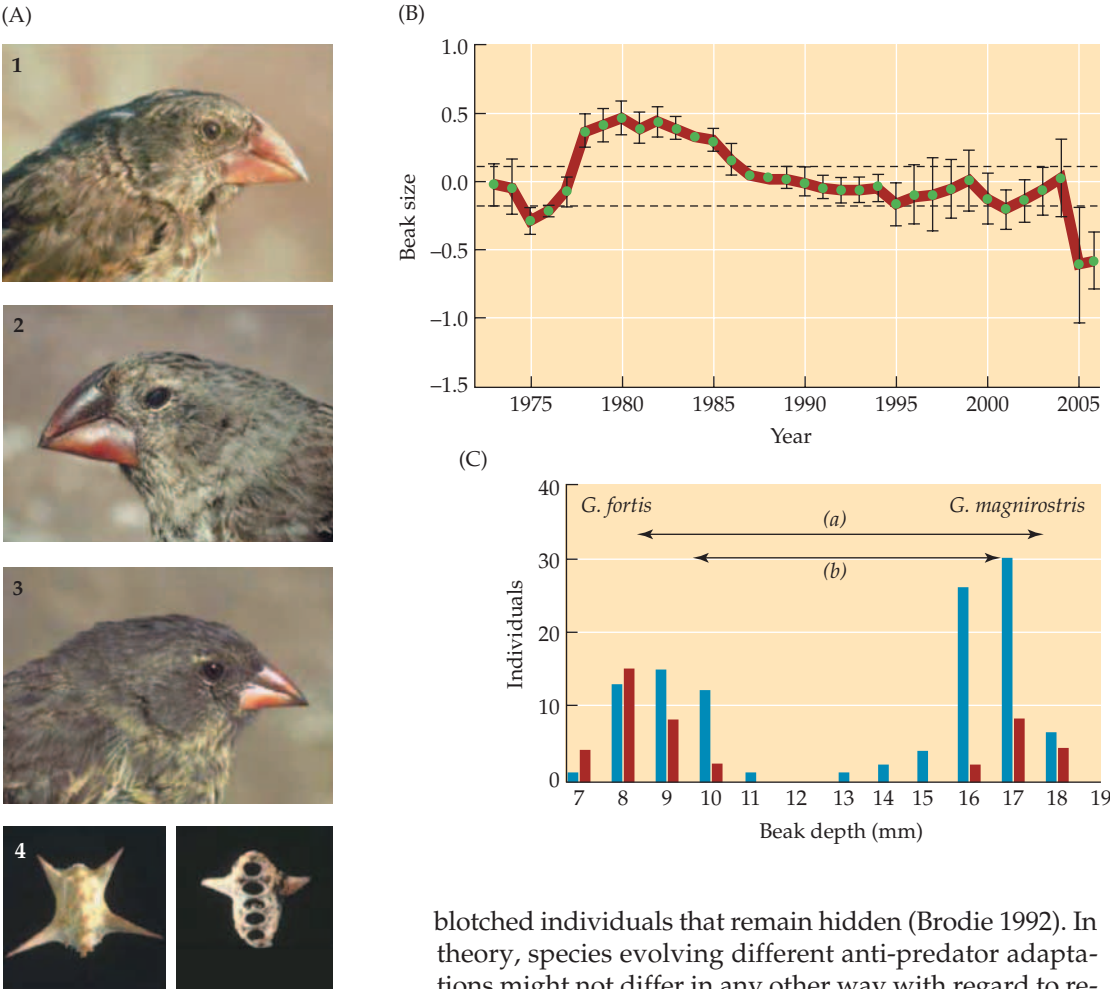 (A)
1
2
3
4
(B)
1.0
0.5
0.0
–0.5
–1.0
–1.5
Beak size
1975 1980 1985 1990 1995 2000 2005
Year
(C)
40
30
20
10
0
Individuals
G. fortis (a) G. magnirostris
(b)
7 8 9 10 11 12 13 14 15 16 17 18 19
Beak depth (mm)
blotched individuals that remain hidden (Brodie 1992). In
theory, species evolving different anti-predator adapta-
tions might not differ in any other way with regard to re-